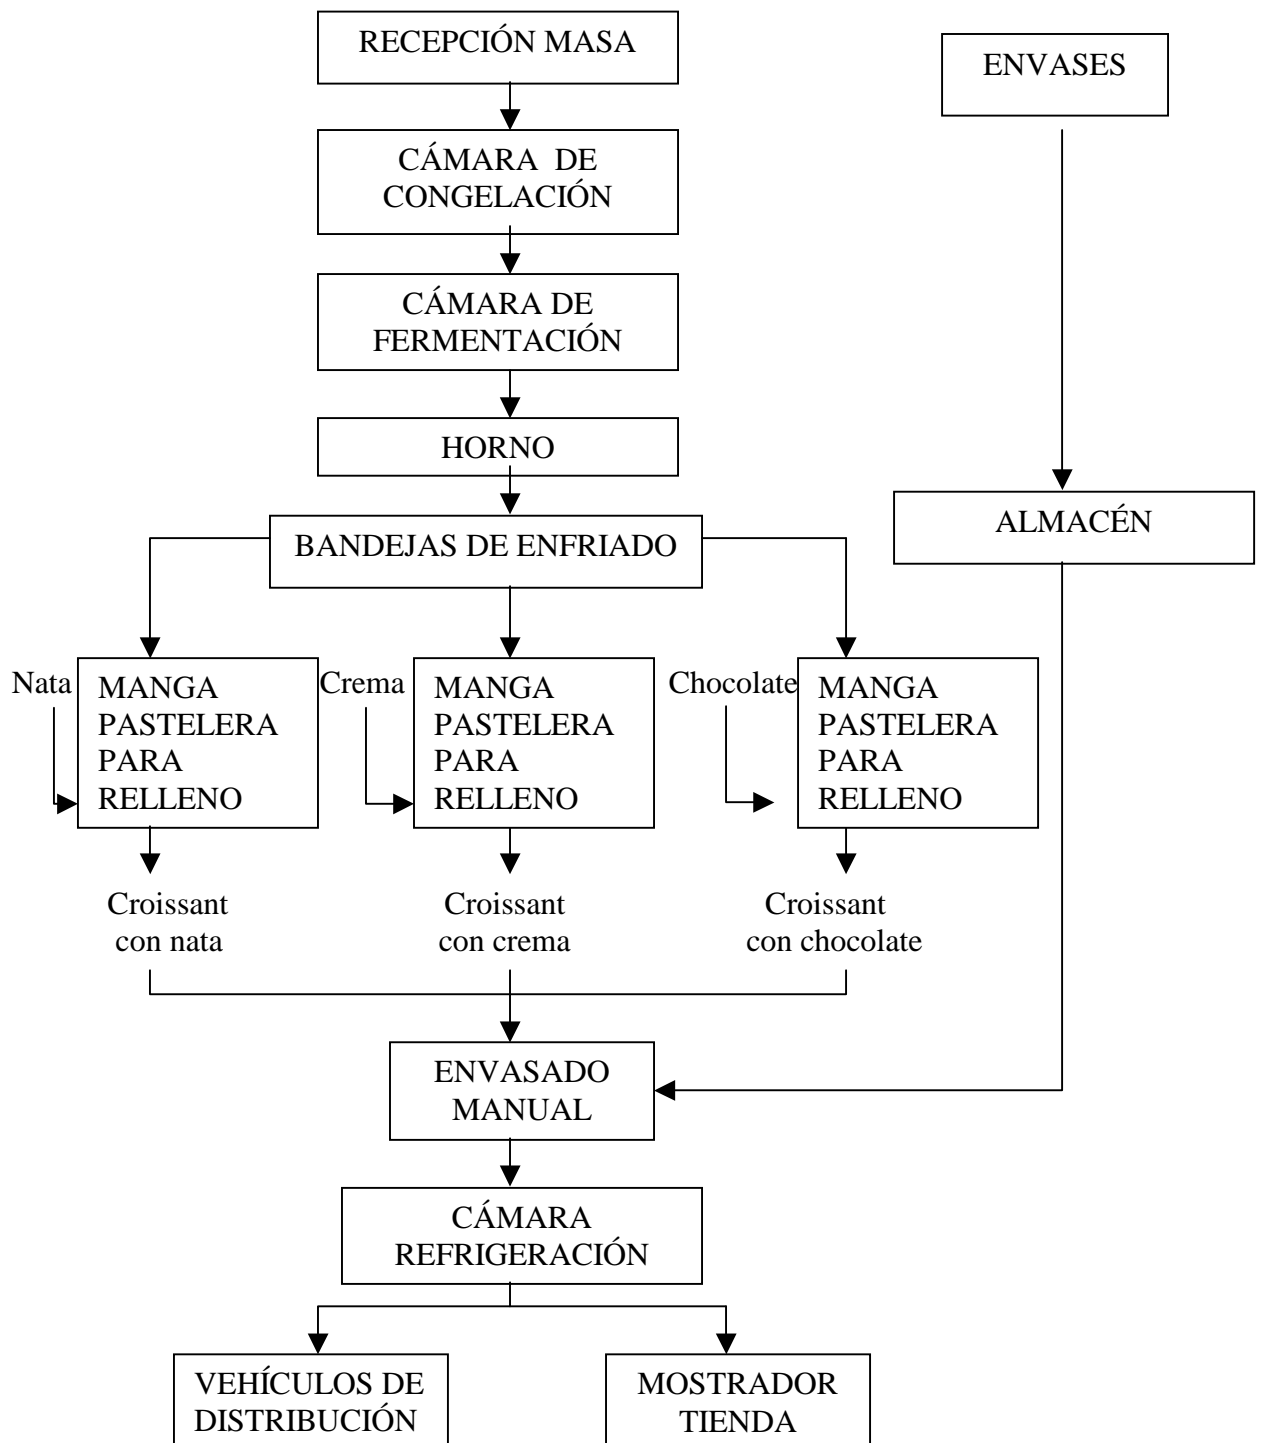 RECEPCIÓN MASA
ENVASES
CÁMARA DE
CONGELACIÓN
CÁMARA DE
FERMENTACIÓN
HORNO
ALMACÉN
BANDEJAS DE ENFRIADO
Nata
MANGA
PASTELERA
PARA
RELLENO
Crema
MANGA
PASTELERA
PARA
RELLENO
Chocolate
MANGA
PASTELERA
PARA
RELLENO
Croissant
con nata
Croissant
con crema
Croissant
con chocolate
ENVASADO
MANUAL
CÁMARA
REFRIGERACIÓN
VEHÍCULOS DE
DISTRIBUCIÓN
MOSTRADOR
TIENDA